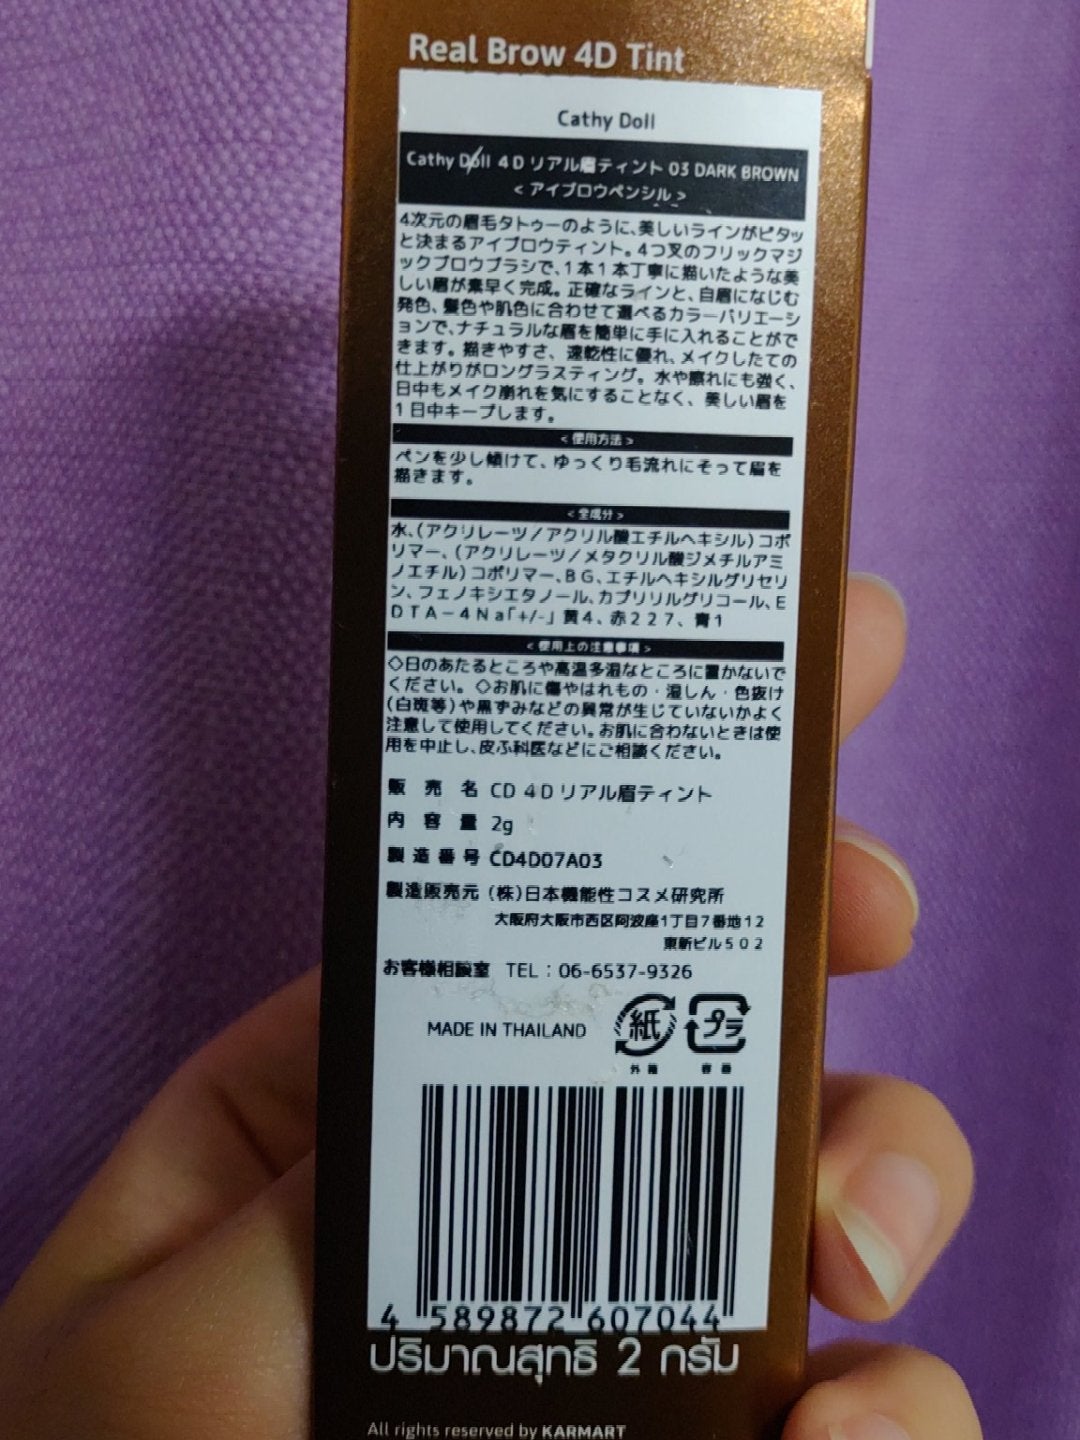 Real Brow 4D Tint
Cathy Doll
Cathy Doll 4D リアル眉ティント 03 DARK BROWN
<アイブロウペンシル>
4次元の眉毛タトゥーのように、美しいラインがピタッ
と決まるアイブロウティント。4つ叉のフリックマジ
ックブロウブラシで、1本1本丁寧に描いたような美
しい眉が素早く完成。正確なラインと、自眉になじむ
発色、髪色や肌色に合わせて選べるカラーバリエーシ
ョンで、ナチュラルな眉を簡単に手に入れることがで
きます。描きやすさ、速乾性に優れ、メイクしたての
仕上がりがロングラスティング。水や擦れにも強く、
日中もメイク崩れを気にすることなく、美しい眉を
1日中キープします。
<使用方法>
ペンを少し傾けて、ゆっくり毛流れにそって眉を
描きます。
<全成分>
水、(アクリレーツ/アクリル酸エチルヘキシル)コポ
リマー、(アクリレーツ/メタクリル酸ジメチルアミ
ノエチル)コポリマー、BG、エチルヘキシルグリセリ
ン、フェノキシエタノール、カプリリルグリコール、E
DTA-4Na「+/-」黄4、赤227、青1
<使用上の注意事項>
◇日のあたるところや高温多湿なところに置かないで
ください。◇お肌に傷やはれもの・湿しん・色抜け
(白斑等)や黒ずみなどの異常が生じていないかよく
注意して使用してください。お肌に合わないときは使
用を中止し、皮ふ科医などにご相談ください。
販売名 CD 4D リアル眉ティント
内容量 2g
製造番号 CD4D07A03
製造販売元 (株)日本機能性コスメ研究所
大阪府大阪市西区阿波座1丁目7番地12
東新ビル502
お客様相談室 TEL:06-6537-9326
MADE IN THAILAND
紙 プラ
外箱 容器
4 589872 607044
ปริมาณสุทธิ 2 กรัม
All rights reserved by KARMART